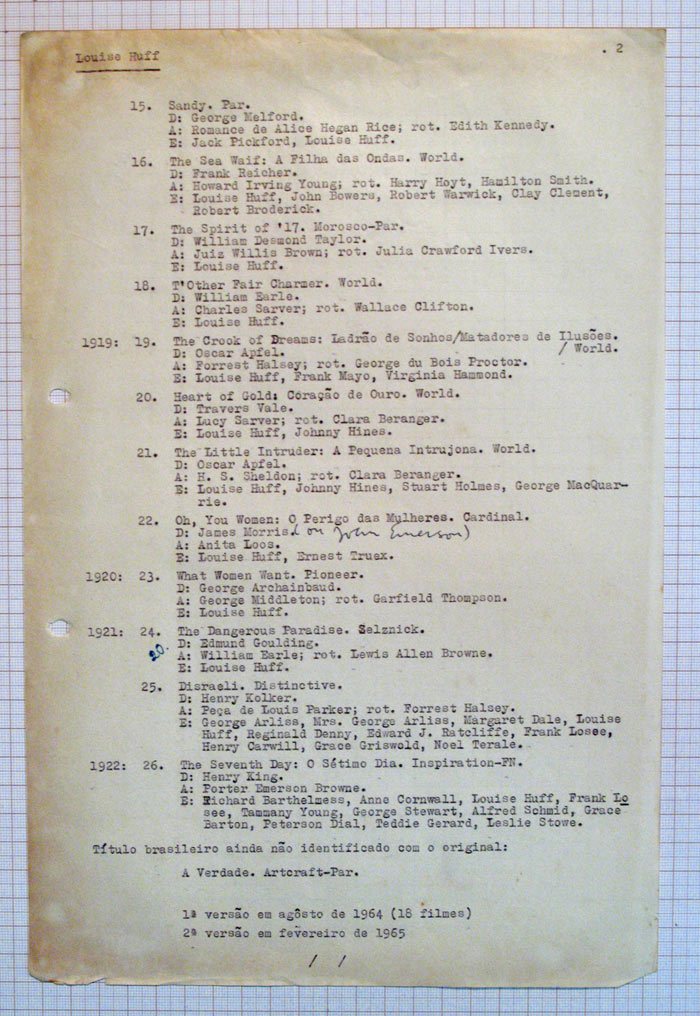 Louise Huff
. 2
15. Sandy. Par.
D: George Melford.
A: Romance de Alice Hegan Rice; rot. Edith Kennedy.
E: Jack Pickford, Louise Huff.
16. The Sea Waif: A Filha das Ondas. World.
D: Frank Reicher.
A: Howard Irving Young; rot. Harry Hoyt, Hamilton Smith.
E: Louise Huff, John Bowers, Robert Warwick, Clay Clement,
Robert Broderick.
17. The Spirit of '17. Morosco-Par.
D: William Desmond Taylor.
A: Juiz Willis Brown; rot. Julia Crawford Ivers.
E: Louise Huff.
18. T'Other Fair Charmer. World.
D: William Earle.
A: Charles Sarver; rot. Wallace Clifton.
E: Louise Huff.
1919: 19. The Crook of Dreams: Ladrão de Sonhos/Matadores de Ilusões.
D: Oscar Apfel. / World.
A: Forrest Halsey; rot. George du Bois Proctor.
E: Louise Huff, Frank Mayo, Virginia Hammond.
20. Heart of Gold: Coração de Ouro. World.
D: Travers Vale.
A: Lucy Sarver; rot. Clara Beranger.
E: Louise Huff, Johnny Hines.
21. The Little Intruder: A Pequena Intrujona. World.
D: Oscar Apfel.
A: H. S. Sheldon; rot. Clara Beranger.
E: Louise Huff, Johnny Hines, Stuart Holmes, George MacQuar-
rie.
22. Oh, You Women: O Perigo das Mulheres. Cardinal.
D: James Morris. (ou John Emerson)
A: Anita Loos.
E: Louise Huff, Ernest Truex.
1920: 23. What Women Want. Pioneer.
D: George Archainbaud.
A: George Middleton; rot. Garfield Thompson.
E: Louise Huff.
1921: 24. The Dangerous Paradise. Selznick.
D: Edmund Goulding.
20. A: William Earle; rot. Lewis Allen Browne.
E: Louise Huff.
25. Disraeli. Distinctive.
D: Henry Kolker.
A: Peça de Louis Parker; rot. Forrest Halsey.
E: George Arliss, Mrs. George Arliss, Margaret Dale, Louise
Huff, Reginald Denny, Edward J. Ratcliffe, Frank Losee,
Henry Carwill, Grace Griswold, Noel Terale.
1922: 26. The Seventh Day: O Sétimo Dia. Inspiration-FN.
D: Henry King.
A: Porter Emerson Browne.
E: Richard Barthelmess, Anne Cornwall, Louise Huff, Frank Lo
see, Tammany Young, George Stewart, Alfred Schmid, Grace
Barton, Peterson Dial, Teddie Gerard, Leslie Stowe.
Título brasileiro ainda não identificado com o original:
A Verdade. Artcraft-Par.
1ª versão em agôsto de 1964 (18 filmes)
2ª versão em fevereiro de 1965
/ /